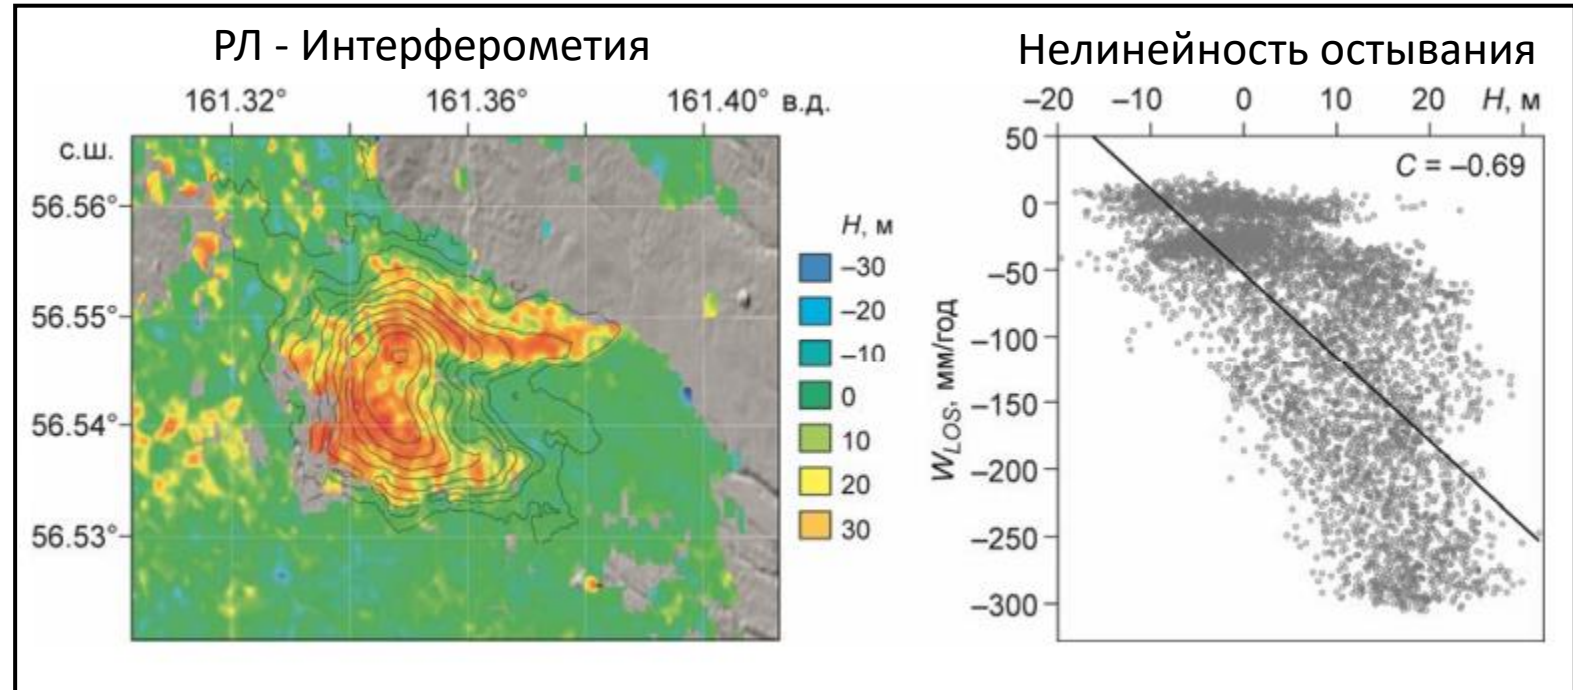 РЛ - Интерферометия
161.32° 161.36° 161.40° в.д.
с.ш.
56.56°
56.55°
56.54°
56.53°
H, м
–30
–20
–10
0
10
20
30
Нелинейность остывания
–20 –10 0 10 20 H, м
50
0
–50
–100
–150
–200
–250
–300
W_LOS, мм/год
C = –0.69